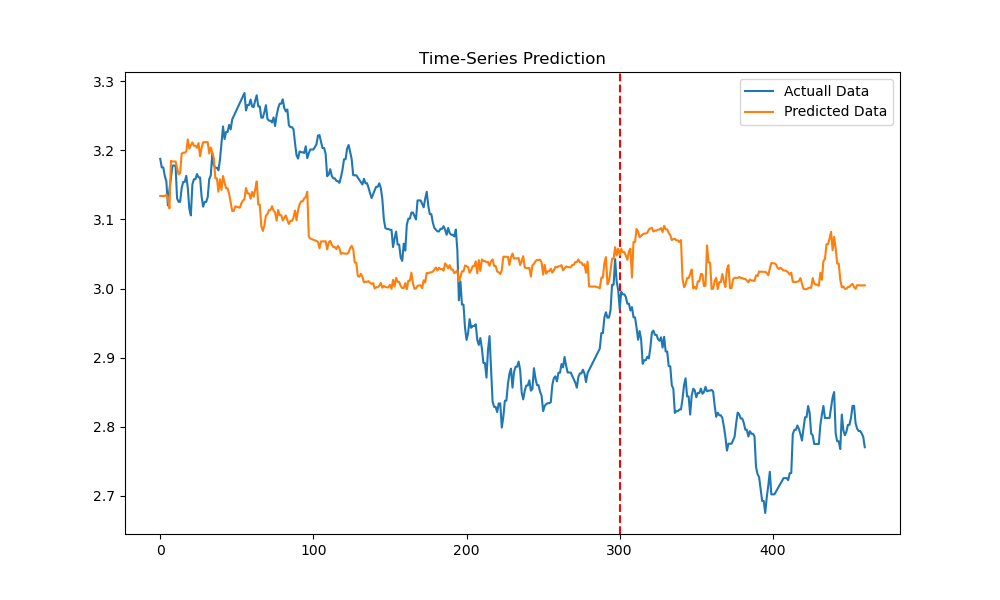 Time-Series Prediction
Actuall Data
Predicted Data
3.3
3.2
3.1
3.0
2.9
2.8
2.7
0 100 200 300 400